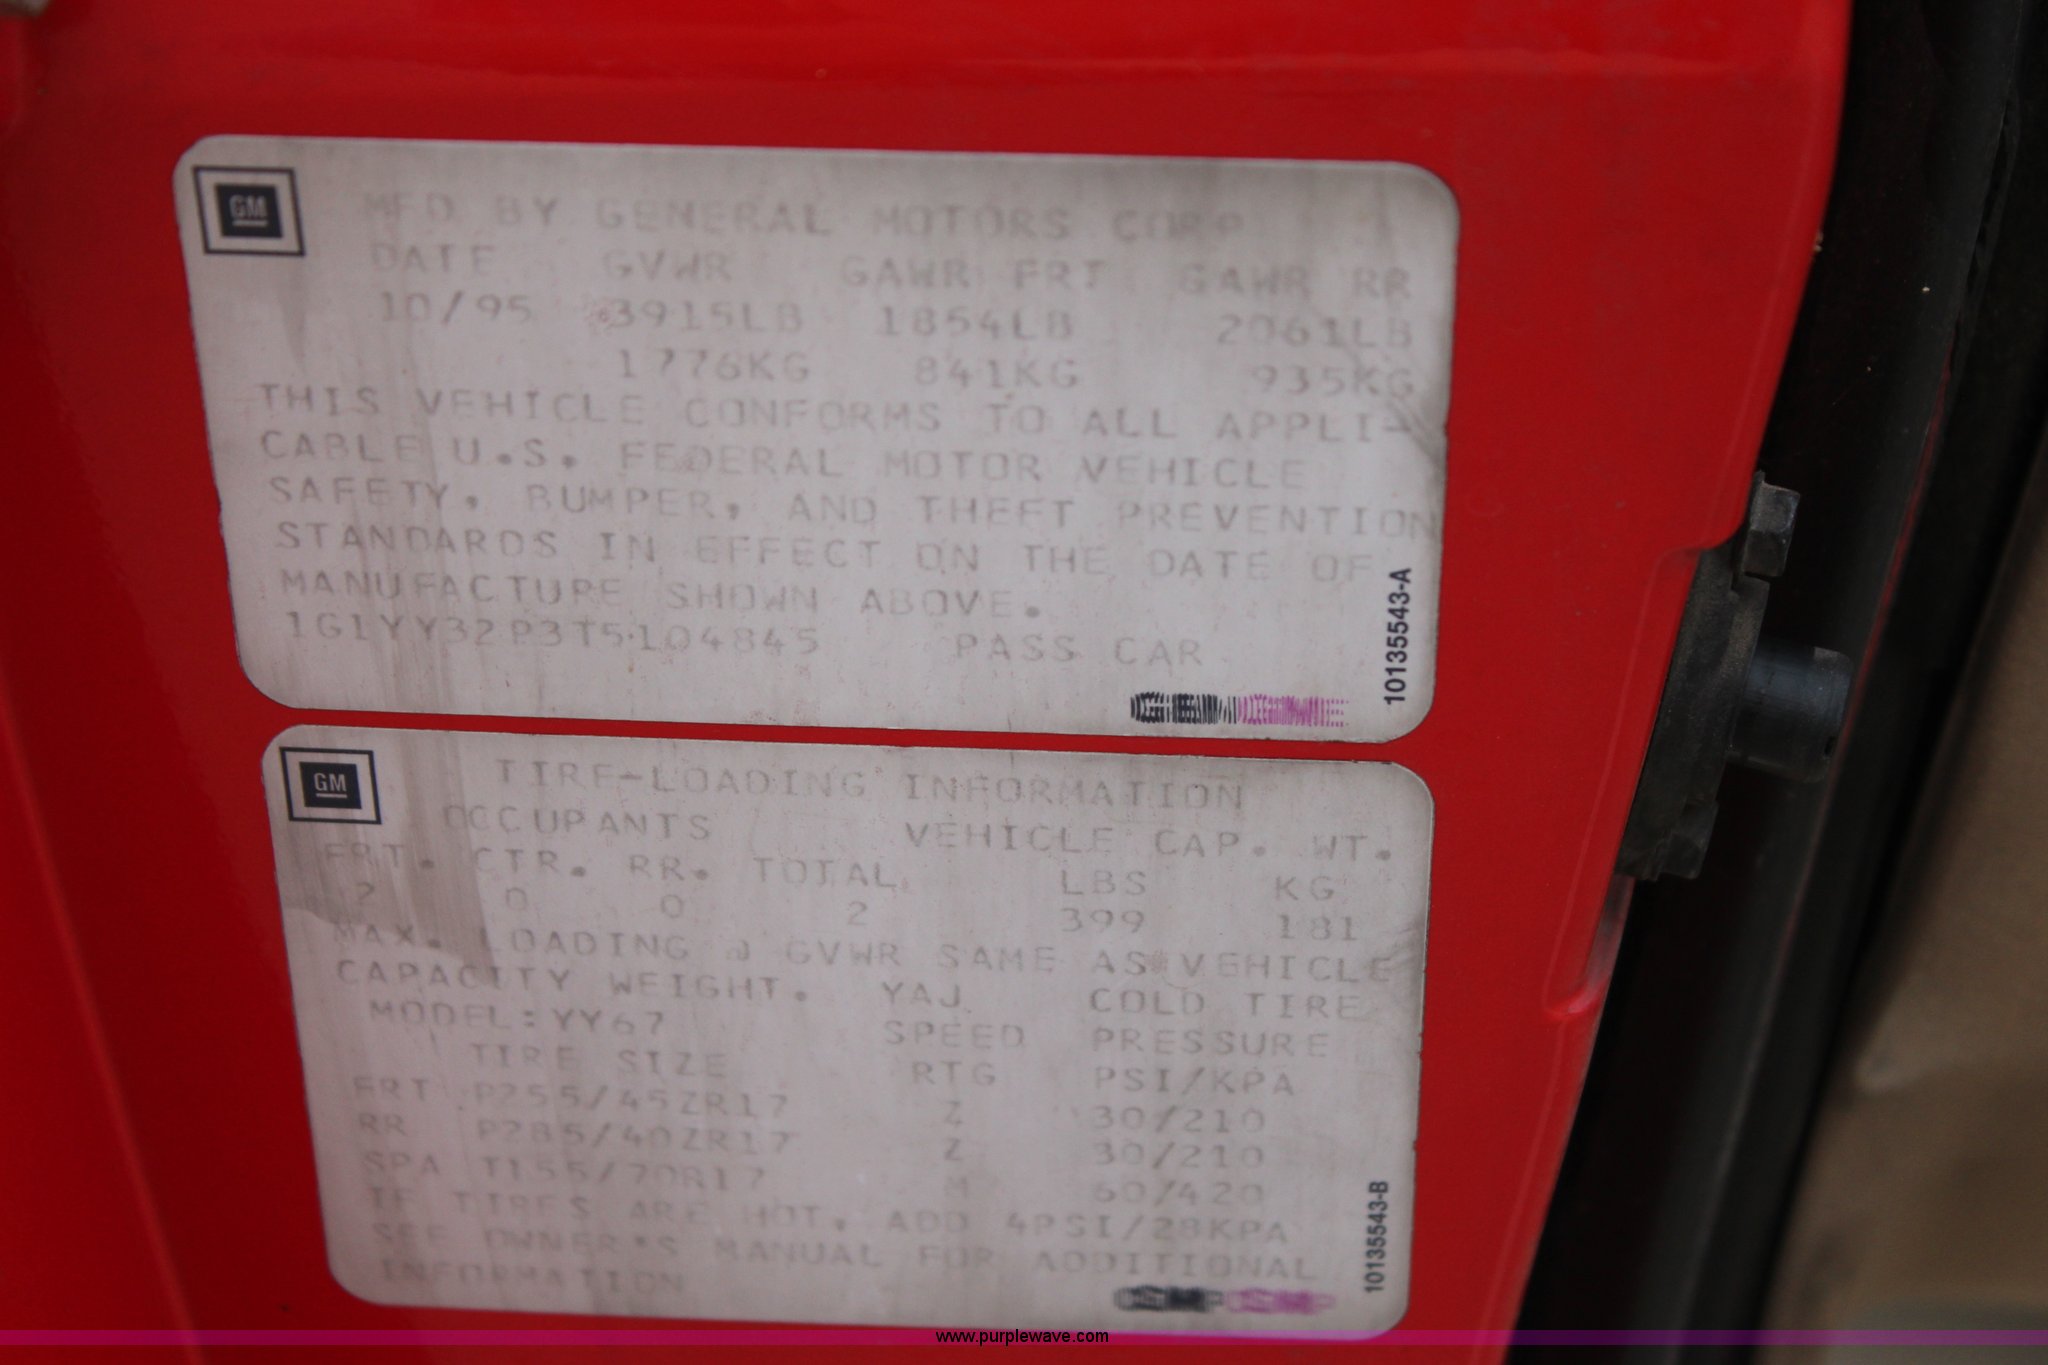 GM
MFD BY GENERAL MOTORS CORP
DATE GVWR GAWR FRT GAWR RR
10/95 3915LB 1854LB 2061LB
1776KG 841KG 935KG
THIS VEHICLE CONFORMS TO ALL APPLI-
CABLE U.S. FEDERAL MOTOR VEHICLE
SAFETY, BUMPER, AND THEFT PREVENTION
STANDARDS IN EFFECT ON THE DATE OF
MANUFACTURE SHOWN ABOVE.
1G1YY32P3T5104845 PASS CAR
10135543-A
GM
TIRE-LOADING INFORMATION
OCCUPANTS VEHICLE CAP. WT.
FRT. CTR. RR. TOTAL LBS KG
2 0 0 2 399 181
MAX. LOADING @ GVWR SAME AS VEHICLE
CAPACITY WEIGHT. YAJ COLD TIRE
MODEL:YY67 SPEED PRESSURE
TIRE SIZE RTG PSI/KPA
FRT P255/45ZR17 Z 30/210
RR P285/40ZR17 Z 30/210
SPA T155/70R17 M 60/420
IF TIRES ARE HOT, ADD 4PSI/28KPA
SEE OWNER'S MANUAL FOR ADDITIONAL
INFORMATION
10135543-B
www.purplewave.com